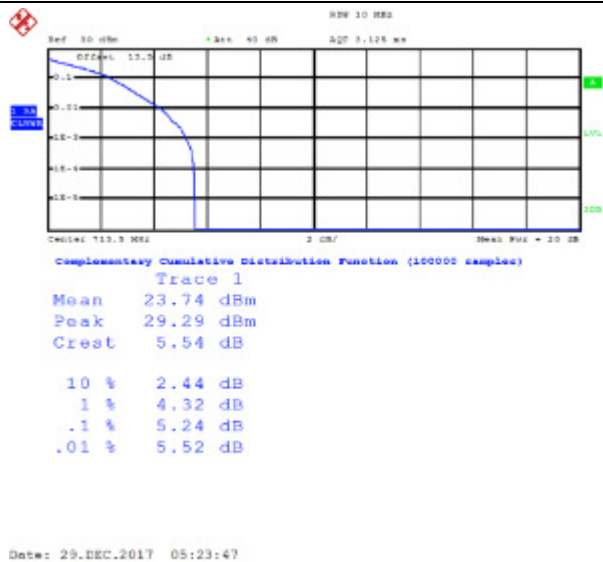 RBW 10 MHz
Ref 30 dBm * Att 40 dB AQT 3.125 ms
Offset 13.5 dB
A
0.1
1 SA
CLRWR
0.01
1E-3
LVL
1E-4
1E-5
3DB
Center 713.5 MHz 2 dB/ Mean Pwr + 20 dB
Complementary Cumulative Distribution Function (100000 samples)
Trace 1
Mean 23.74 dBm
Peak 29.29 dBm
Crest 5.54 dB
10 % 2.44 dB
1 % 4.32 dB
.1 % 5.24 dB
.01 % 5.52 dB
Date: 29.DEC.2017 05:23:47